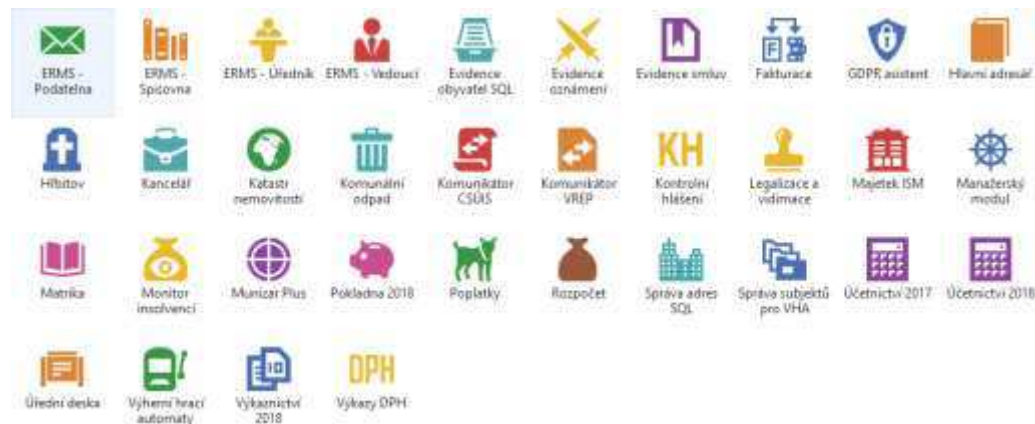 ERMS - Podatelna
ERMS - Spisovna
ERMS - Úředník
ERMS - Vedoucí
Evidence obyvatel SQL
Evidence oznámení
Evidence smluv
F
Fakturace
GDPR asistent
Hlavní adresář
Hřbitov
Kancelář
Katastr nemovitostí
Komunální odpad
Komunikátor CSÚIS
Komunikátor VREP
KH
Kontrolní hlášení
Legalizace a vidimace
Majetek ISM
Manažerský modul
Matrika
Monitor insolvencí
Munizar Plus
Pokladna 2018
Poplatky
Rozpočet
Správa adres SQL
Správa subjektů pro VHA
Účetnictví 2017
Účetnictví 2018
Úřední deska
Výherní hrací automaty
10
Výkaznictví 2018
DPH
Výkazy DPH